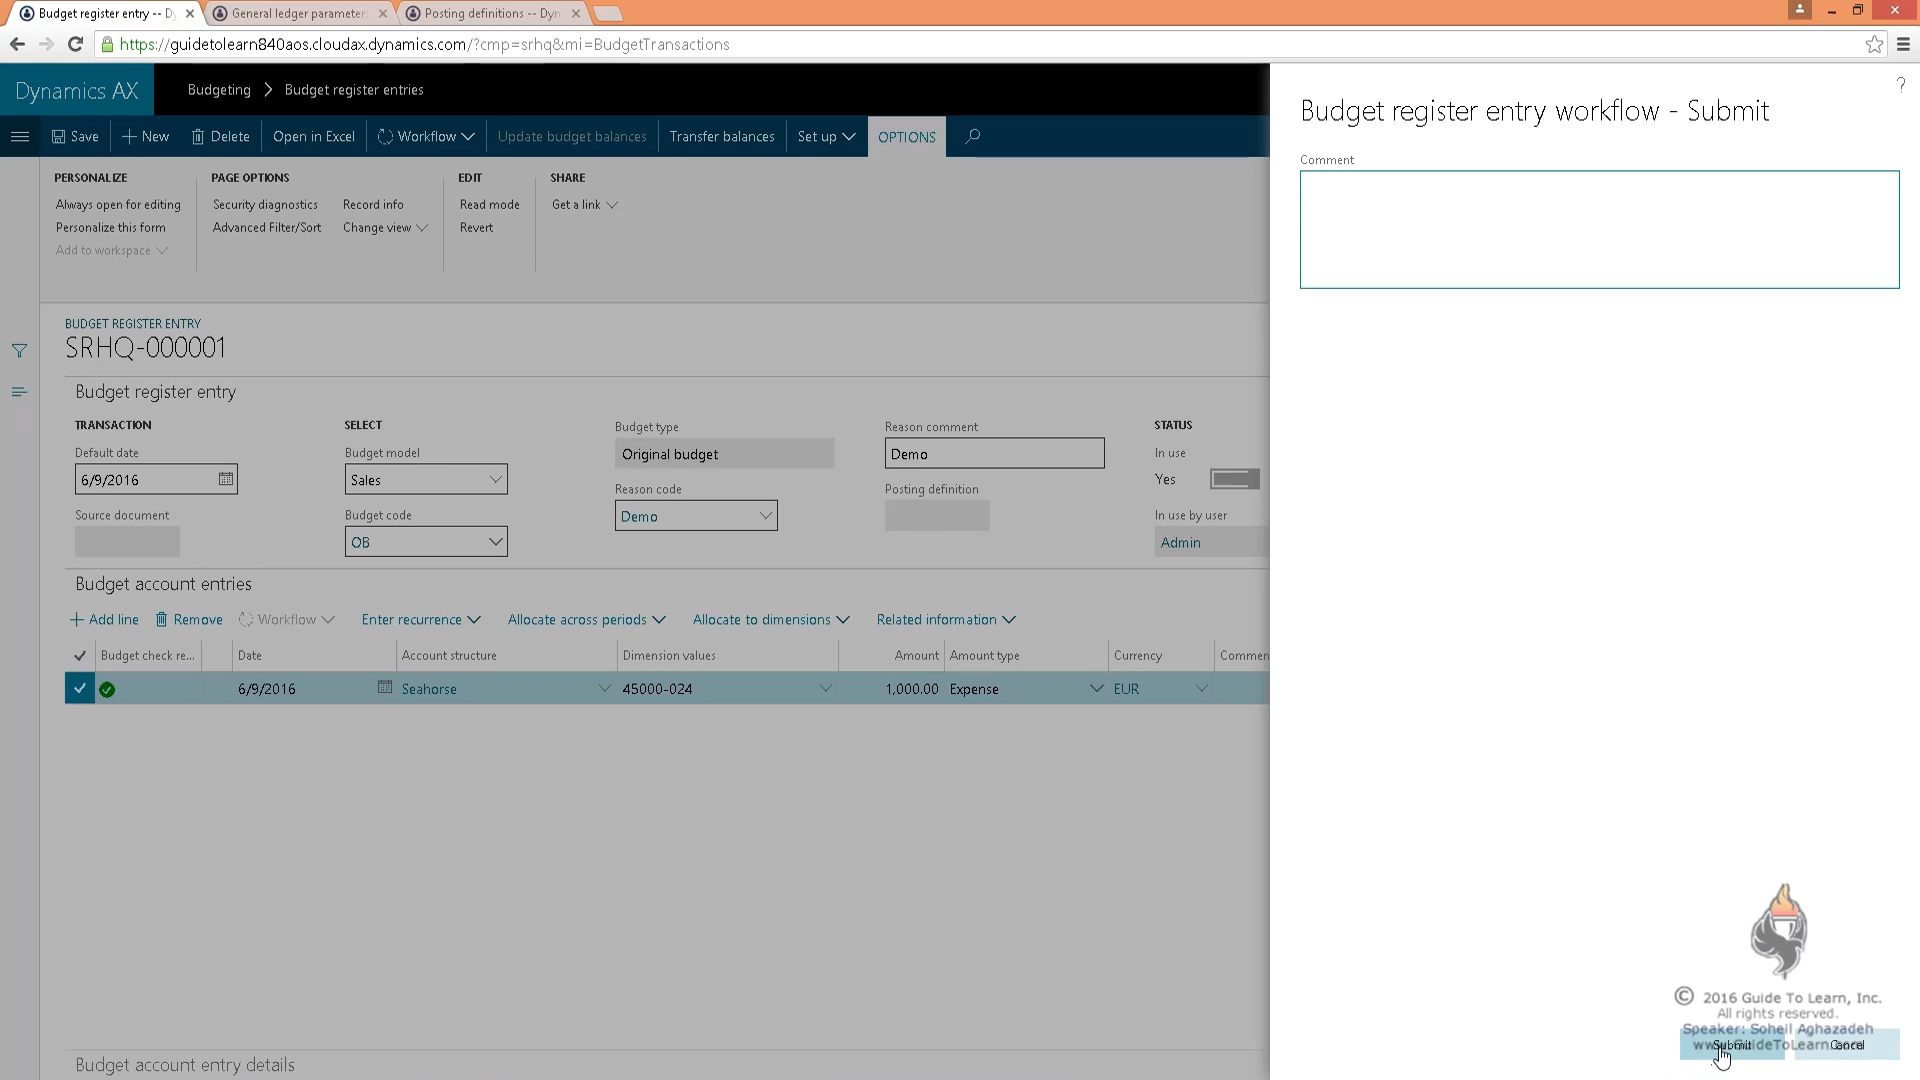 Budget register entry -- D
General ledger parameter
Posting definitions -- Dyn
https://guidetolearn840aos.cloudax.dynamics.com/?cmp=srhq&mi=BudgetTransactions
Dynamics AX
Budgeting > Budget register entries
Save
New
Delete
Open in Excel
Workflow
Update budget balances
Transfer balances
Set up
OPTIONS
PERSONALIZE
Always open for editing
Personalize this form
Add to workspace
PAGE OPTIONS
Security diagnostics
Advanced Filter/Sort
Record info
Change view
EDIT
Read mode
Revert
SHARE
Get a link
BUDGET REGISTER ENTRY
SRHQ-000001
Budget register entry
TRANSACTION
Default date
6/9/2016
Source document
SELECT
Budget model
Sales
Budget code
OB
Budget type
Original budget
Reason code
Demo
Reason comment
Demo
Posting definition
STATUS
In use
Yes
In use by user
Admin
Budget account entries
Add line
Remove
Workflow
Enter recurrence
Allocate across periods
Allocate to dimensions
Related information
Budget check re...
Date
Account structure
Dimension values
Amount
Amount type
Currency
Commen
6/9/2016
Seahorse
45000-024
1,000.00
Expense
EUR
Budget account entry details
?
Budget register entry workflow - Submit
Comment
© 2016 Guide To Learn, Inc.
All rights reserved.
Speaker: Soheil Aghazadeh
www.GuideToLearn.com
Submit
Cancel